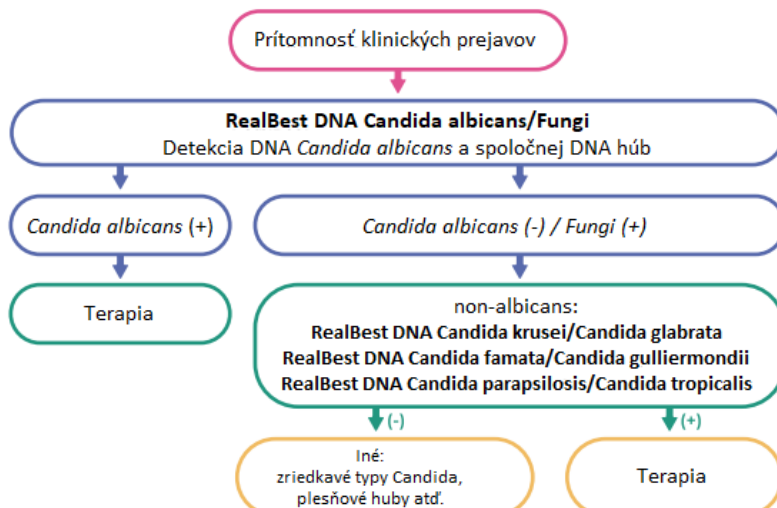 Prítomnosť klinických prejavov
RealBest DNA Candida albicans/Fungi
Detekcia DNA Candida albicans a spoločnej DNA húb
Candida albicans (+)
Candida albicans (-) / Fungi (+)
Terapia
non-albicans:
RealBest DNA Candida krusei/Candida glabrata
RealBest DNA Candida famata/Candida gulliermondii
RealBest DNA Candida parapsilosis/Candida tropicalis
(-)
(+)
Iné:
zriedkavé typy Candida,
plesňové huby atď.
Terapia